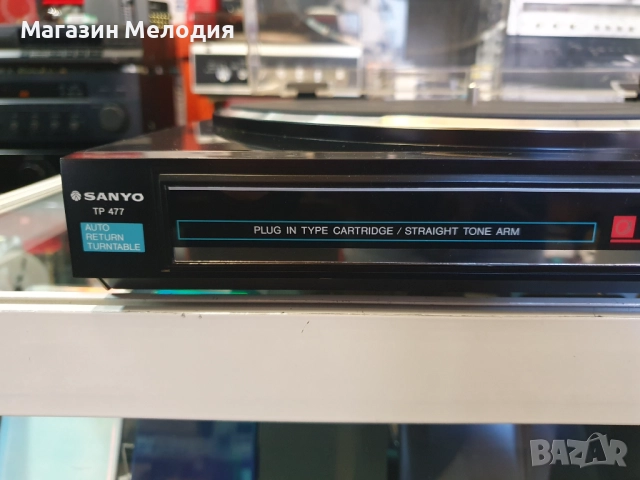 Магазин Мелодия
SANYO
TP 477
AUTO
RETURN
TURNTABLE
PLUG IN TYPE CARTRIDGE / STRAIGHT TONE ARM
BAZAR